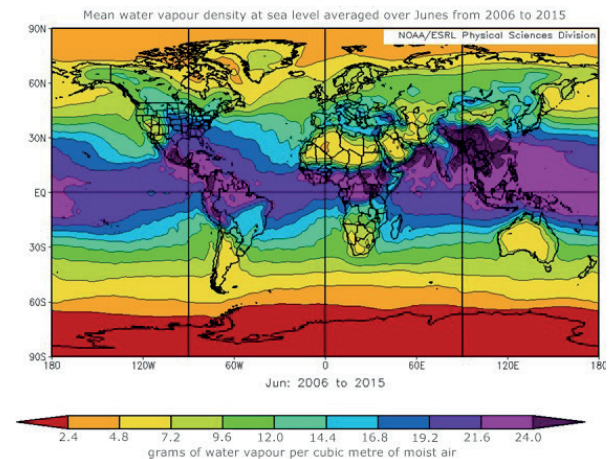 Mean water vapour density at sea level averaged over Junes from 2006 to 2015
NOAA/ESRL Physical Sciences Division
90N
60N
30N
EQ
30S
60S
90S
180 120W 60W 0 60E 120E 180
Jun: 2006 to 2015
2.4 4.8 7.2 9.6 12.0 14.4 16.8 19.2 21.6 24.0
grams of water vapour per cubic metre of moist air